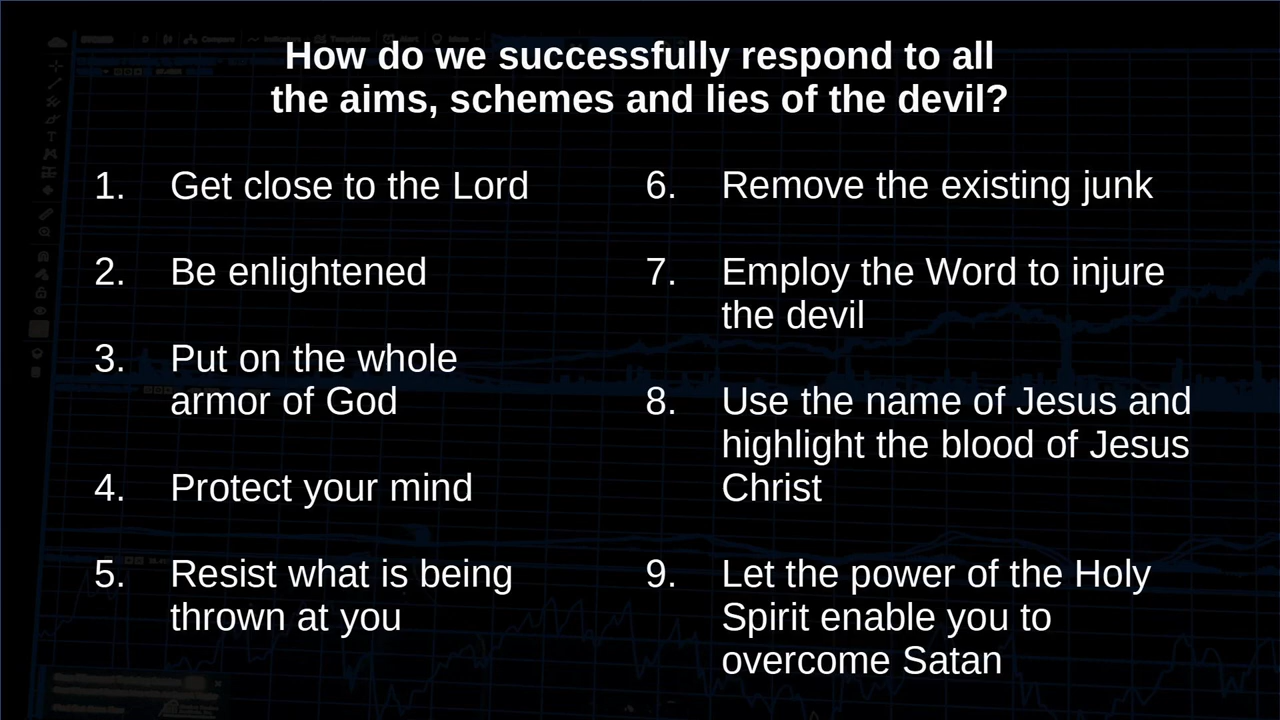 How do we successfully respond to all
the aims, schemes and lies of the devil?
1. Get close to the Lord
2. Be enlightened
3. Put on the whole
armor of God
4. Protect your mind
5. Resist what is being
thrown at you
6. Remove the existing junk
7. Employ the Word to injure
the devil
8. Use the name of Jesus and
highlight the blood of Jesus
Christ
9. Let the power of the Holy
Spirit enable you to
overcome Satan